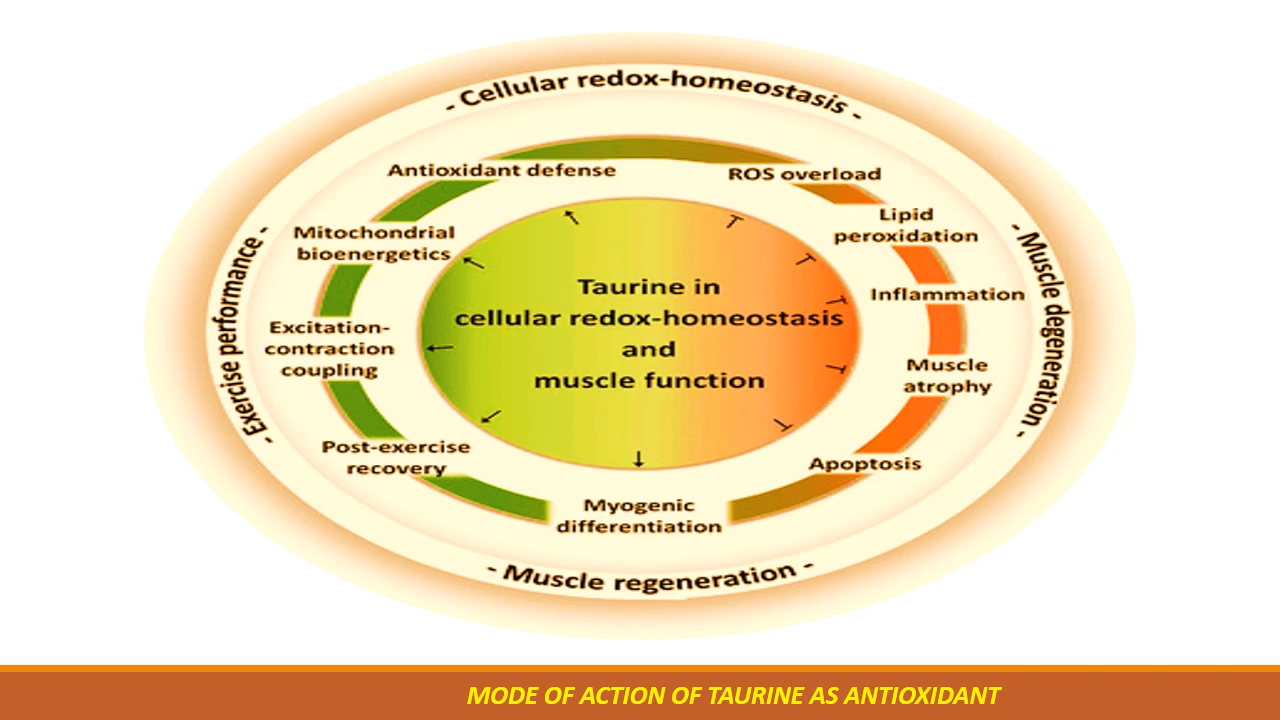 - Cellular redox-homeostasis -
Antioxidant defense
ROS overload
Lipid
peroxidation
Mitochondrial
bioenergetics
- Exercise performance -
- Muscle degeneration -
Inflammation
Taurine in
cellular redox-homeostasis
and
muscle function
Excitation-
contraction
coupling
Muscle
atrophy
Post-exercise
recovery
Apoptosis
Myogenic
differentiation
- Muscle regeneration -
MODE OF ACTION OF TAURINE AS ANTIOXIDANT